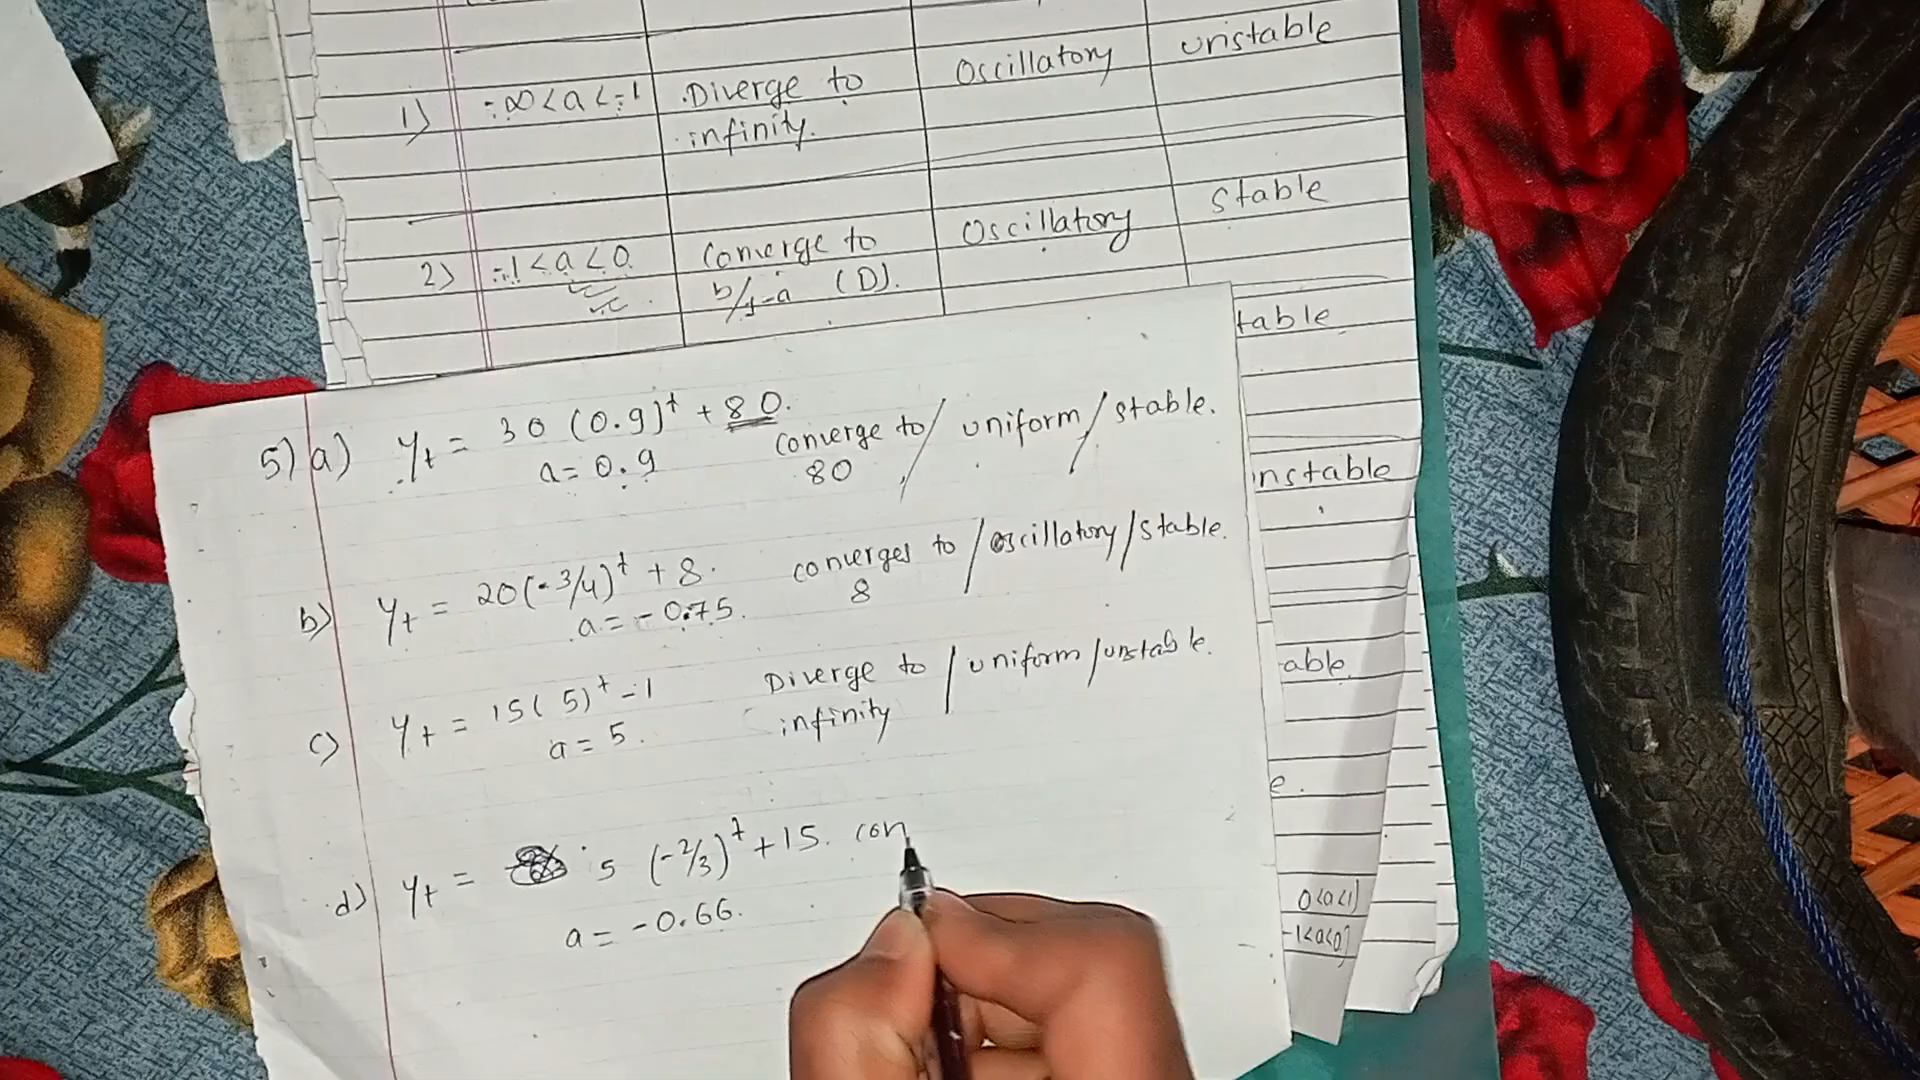 1) -∞ < a < -1 Diverge to Oscillatory unstable
infinity.
2) -1 < a < 0 Converge to Oscillatory stable
b/1-a (D).
table
5) a) yt = 30 (0.9)^t + 80. Converge to / uniform / stable.
a = 0.9 80
nstable
b) yt = 20(-3/4)^t + 8. converges to / oscillatory / stable.
a = -0.75. 8
c) yt = 15( 5)^t - 1 Diverge to / uniform / unstable.
a = 5. infinity
able
e.
d) yt = 5 (-2/3)^t + 15. con
a = -0.66.
0<a<1)
-1<a<0)